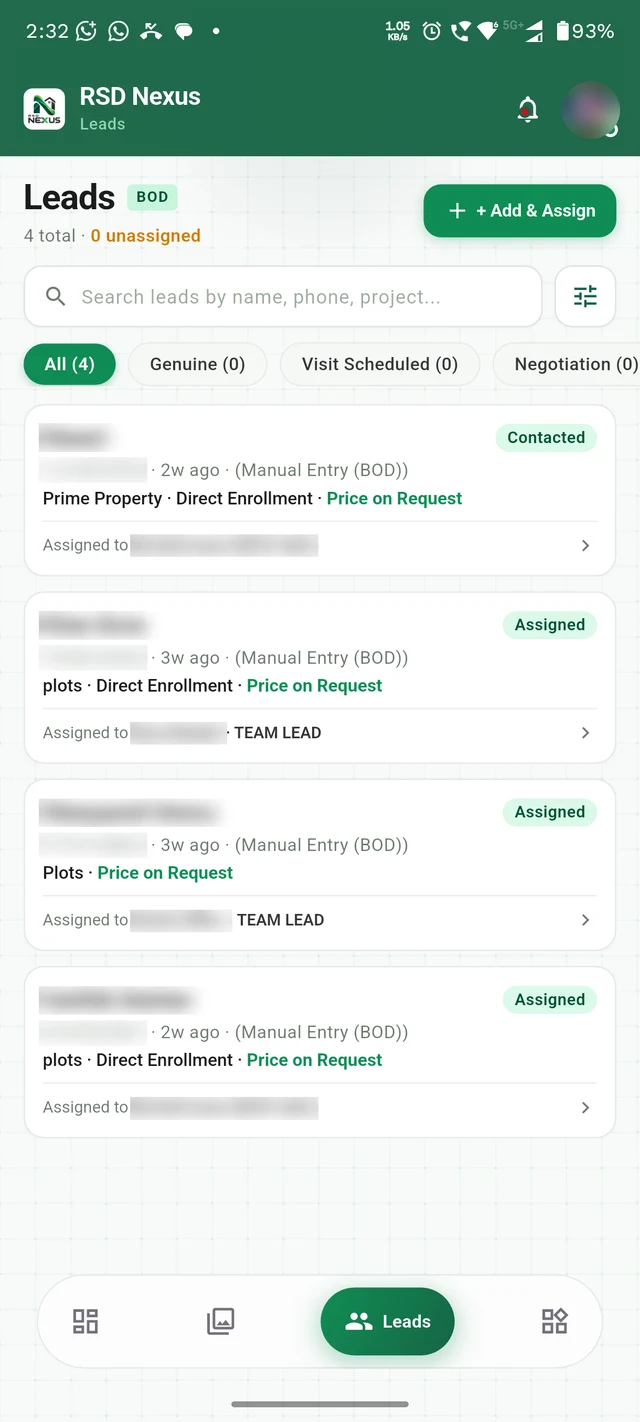 2:32 1.05 KB/s 6 5G+ 93%
RSD Nexus
NEXUS
Leads
Leads BOD
+ Add & Assign
4 total · 0 unassigned
Search leads by name, phone, project...
All (4) Genuine (0) Visit Scheduled (0) Negotiation (0)
Contacted
· 2w ago · (Manual Entry (BOD))
Prime Property · Direct Enrollment · Price on Request
Assigned to
Assigned
· 3w ago · (Manual Entry (BOD))
plots · Direct Enrollment · Price on Request
Assigned to · TEAM LEAD
Assigned
· 3w ago · (Manual Entry (BOD))
Plots · Price on Request
Assigned to TEAM LEAD
Assigned
· 2w ago · (Manual Entry (BOD))
plots · Direct Enrollment · Price on Request
Assigned to
Leads